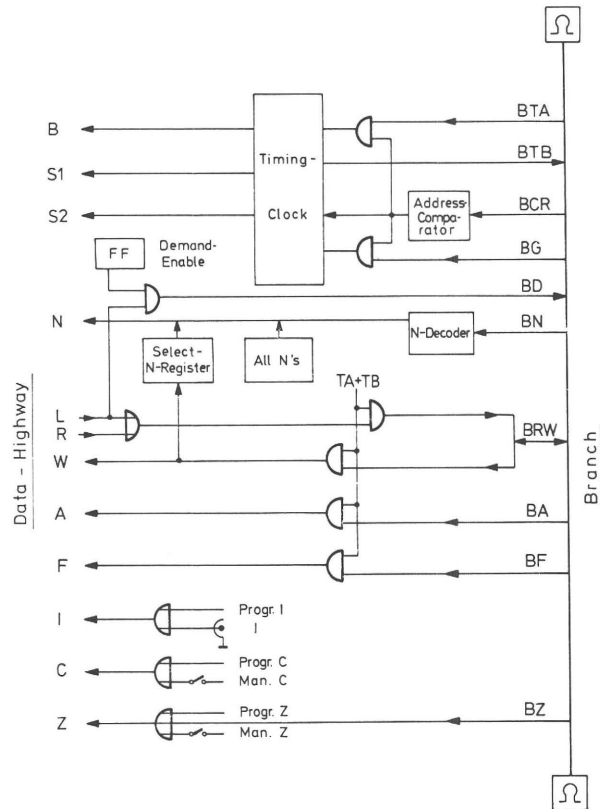 Ω
BTA
B
Timing-
BTB
S1
Clock
Address-
Compa-
rator
BCR
S2
BG
FF
Demand-
Enable
BD
N
BN
N-Decoder
Select-
N-Register
All N's
TA+TB
L
R
BRW
W
Data - Highway
Branch
A
BA
F
BF
I
Progr. I
I
C
Progr. C
Man. C
Z
Progr. Z
Man. Z
BZ
Ω